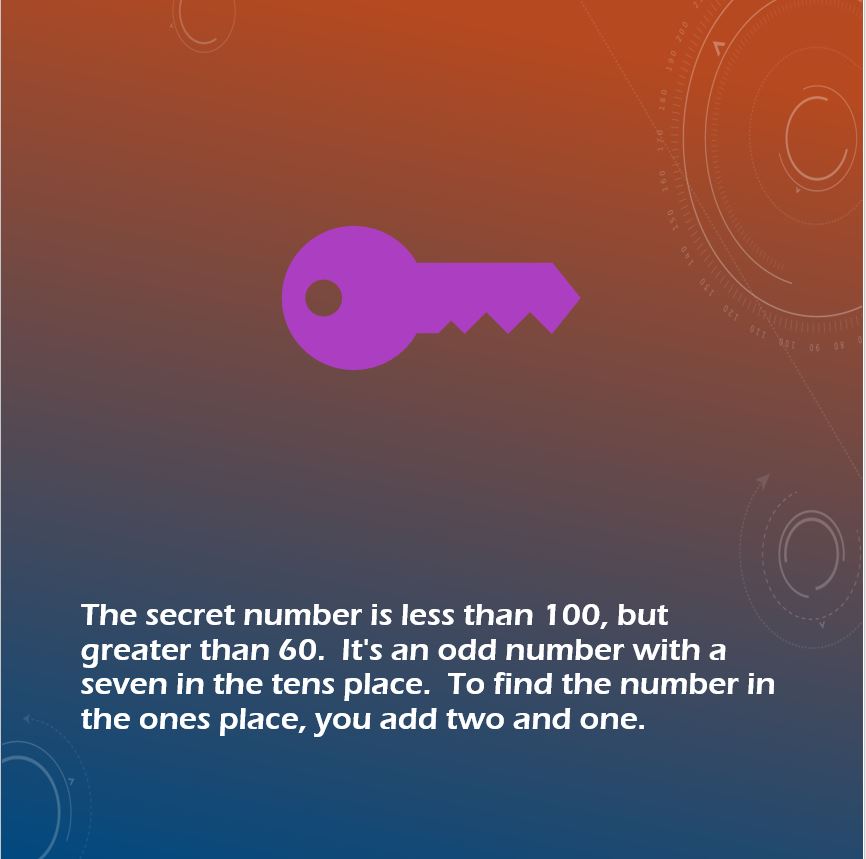 The secret number is less than 100, but
greater than 60.  It's an odd number with a
seven in the tens place.  To find the number in
the ones place, you add two and one.